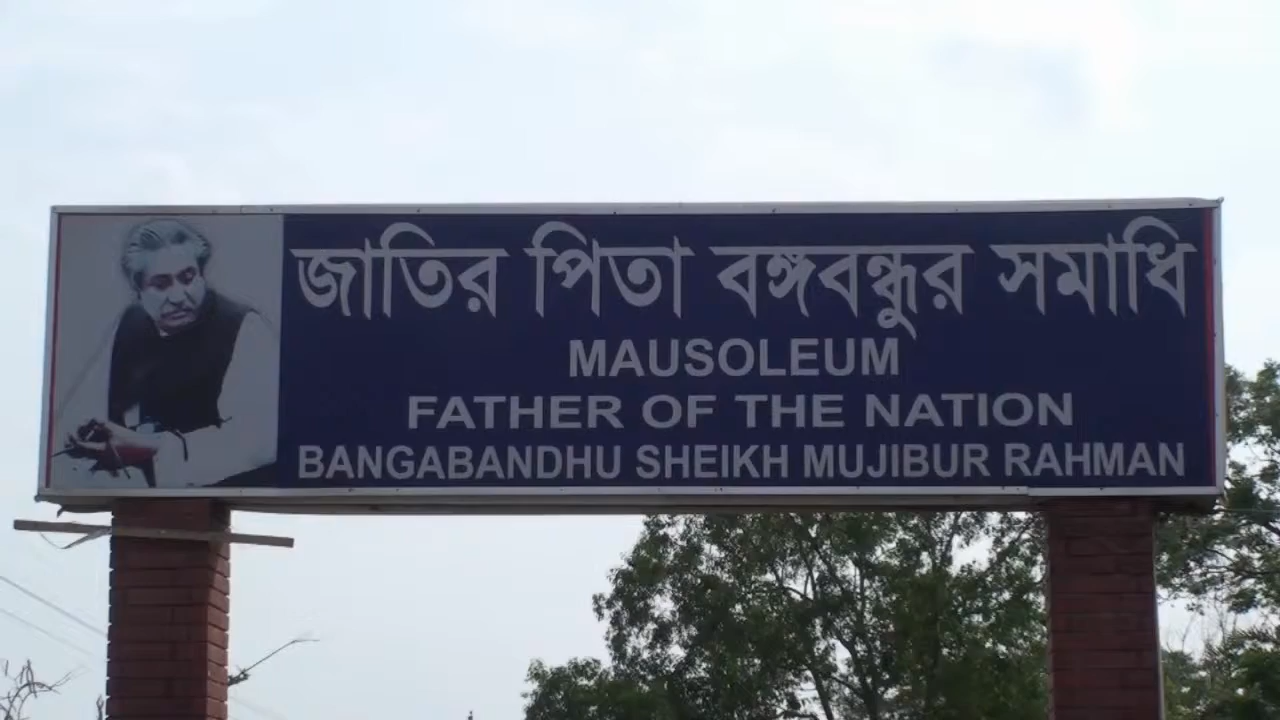 জাতির পিতা বঙ্গবন্ধুর সমাধি
MAUSOLEUM
FATHER OF THE NATION
BANGABANDHU SHEIKH MUJIBUR RAHMAN